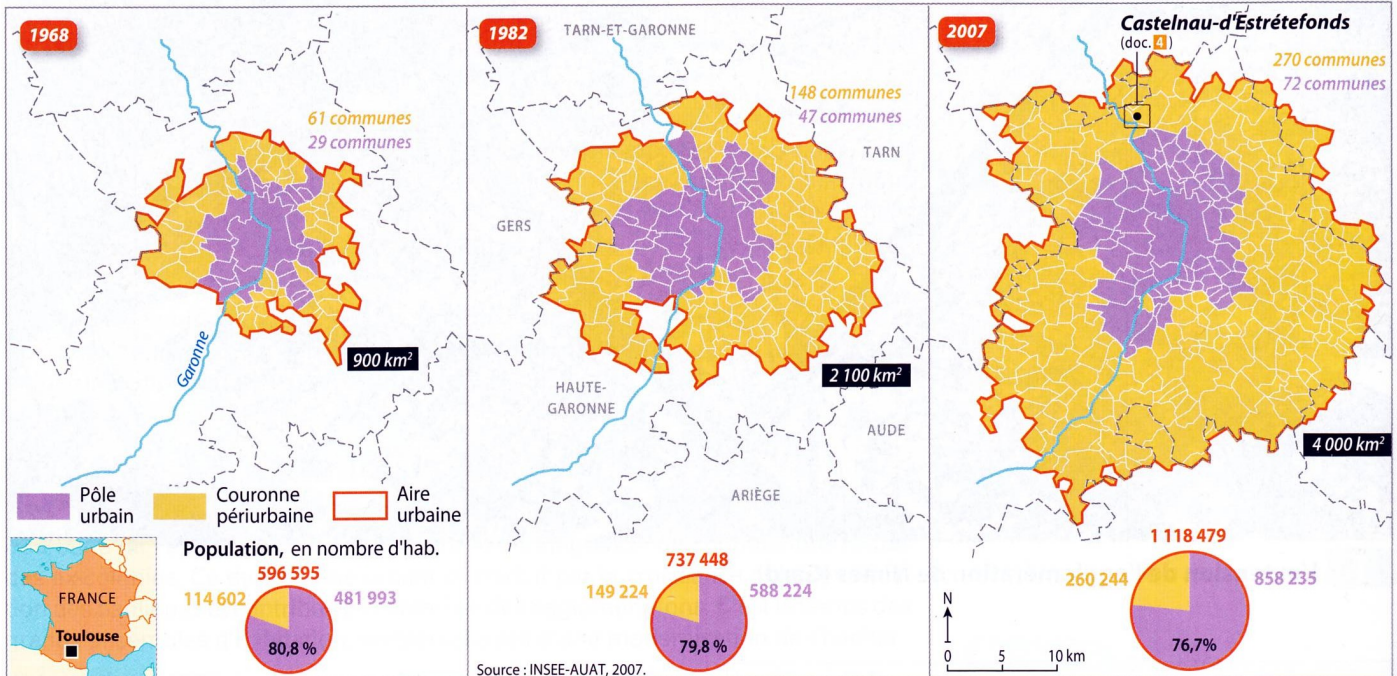 1968
61 communes
29 communes
Garonne
900 km²
Pôle urbain
Couronne périurbaine
Aire urbaine
FRANCE
Toulouse
Population, en nombre d'hab.
596 595
114 602
481 993
80,8 %
1982
TARN-ET-GARONNE
148 communes
47 communes
TARN
GERS
2 100 km²
HAUTE-
GARONNE
AUDE
ARIÈGE
737 448
149 224
588 224
79,8 %
Source : INSEE-AUAT, 2007.
2007
Castelnau-d'Estrétefonds
(doc. 4)
270 communes
72 communes
4 000 km²
1 118 479
260 244
858 235
76,7%
N
0 5 10 km